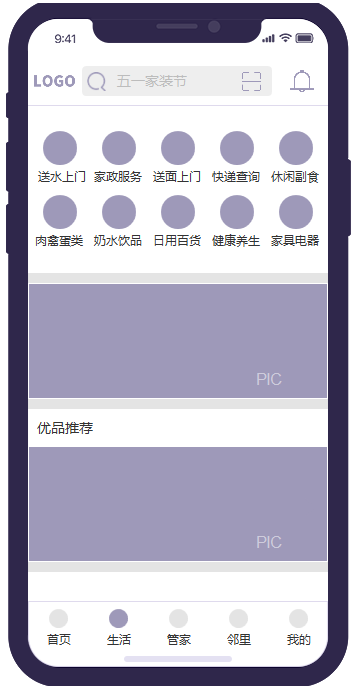 9:41
LOGO 五一家装节
送水上门 家政服务 送面上门 快递查询 休闲副食
肉禽蛋类 奶水饮品 日用百货 健康养生 家具电器
PIC
优品推荐
PIC
首页 生活 管家 邻里 我的